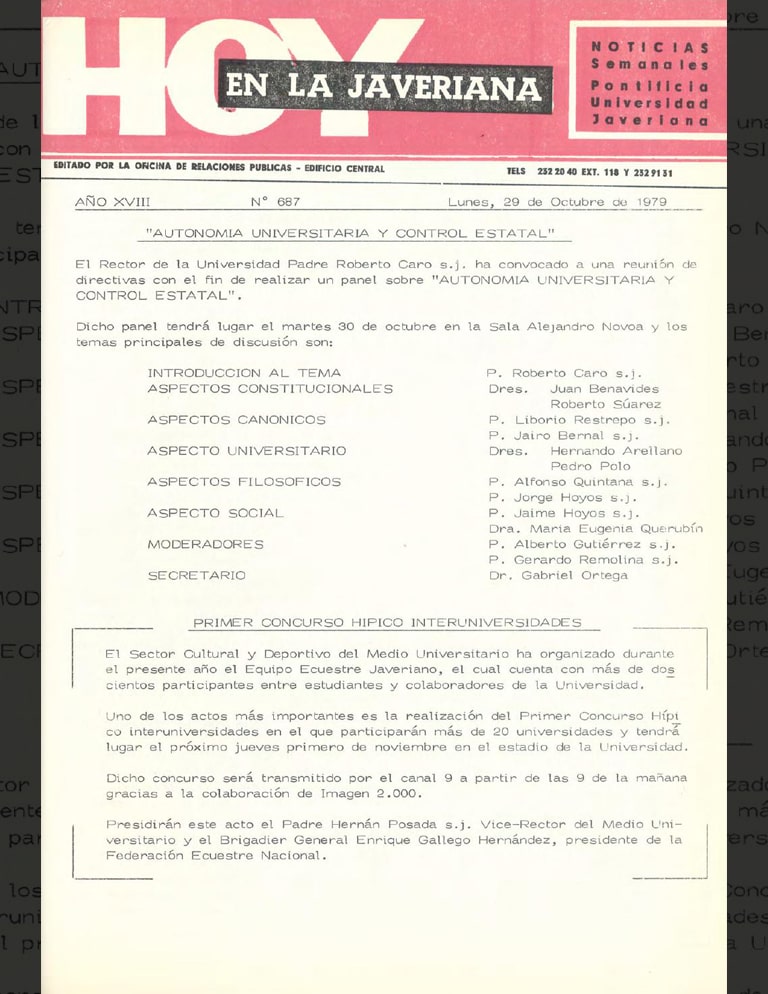 HOY
EN LA JAVERIANA
NOTICIAS
Semanales
Pontificia
Universidad
Javeriana
EDITADO POR LA OFICINA DE RELACIONES PUBLICAS - EDIFICIO CENTRAL TELS 232 20 40 EXT. 118 Y 232 91 31
AÑO XVIII N° 687 Lunes, 29 de Octubre de 1979
"AUTONOMIA UNIVERSITARIA Y CONTROL ESTATAL"
El Rector de la Universidad Padre Roberto Caro s.j. ha convocado a una reunión de
directivas con el fin de realizar un panel sobre "AUTONOMIA UNIVERSITARIA Y
CONTROL ESTATAL".
Dicho panel tendrá lugar el martes 30 de octubre en la Sala Alejandro Novoa y los
temas principales de discusión son:
INTRODUCCION AL TEMA P. Roberto Caro s.j.
ASPECTOS CONSTITUCIONALES Dres. Juan Benavides
Roberto Súarez
ASPECTOS CANONICOS P. Liborio Restrepo s.j.
P. Jairo Bernal s.j.
ASPECTO UNIVERSITARIO Dres. Hernando Arellano
Pedro Polo
ASPECTOS FILOSOFICOS P. Alfonso Quintana s.j.
P. Jorge Hoyos s.j.
ASPECTO SOCIAL P. Jaime Hoyos s.j.
Dra. Maria Eugenia Querubín
MODERADORES P. Alberto Gutiérrez s.j.
P. Gerardo Remolina s.j.
SECRETARIO Dr. Gabriel Ortega
PRIMER CONCURSO HIPICO INTERUNIVERSIDADES
El Sector Cultural y Deportivo del Medio Universitario ha organizado durante
el presente año el Equipo Ecuestre Javeriano, el cual cuenta con más de dos
cientos participantes entre estudiantes y colaboradores de la Universidad.
Uno de los actos más importantes es la realización del Primer Concurso Hípi
co interuniversidades en el que participarán más de 20 universidades y tendrá
lugar el próximo jueves primero de noviembre en el estadio de la Universidad.
Dicho concurso será transmitido por el canal 9 a partir de las 9 de la mañana
gracias a la colaboración de Imagen 2.000.
Presidirán este acto el Padre Hernán Posada s.j. Vice-Rector del Medio Uni-
versitario y el Brigadier General Enrique Gallego Hernández, presidente de la
Federación Ecuestre Nacional.